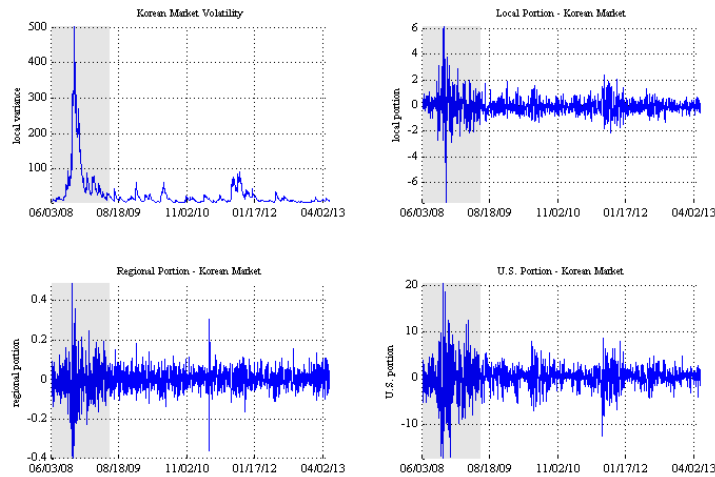 Korean Market Volatility
500
400
300
200
100
local variance
06/03/08 08/18/09 11/02/10 01/17/12 04/02/13
Local Portion - Korean Market
6
4
2
0
-2
-4
-6
local portion
06/03/08 08/18/09 11/02/10 01/17/12 04/02/13
Regional Portion - Korean Market
0.4
0.2
0
-0.2
-0.4
regional portion
06/03/08 08/18/09 11/02/10 01/17/12 04/02/13
U.S. Portion - Korean Market
20
10
0
-10
U.S. portion
06/03/08 08/18/09 11/02/10 01/17/12 04/02/13